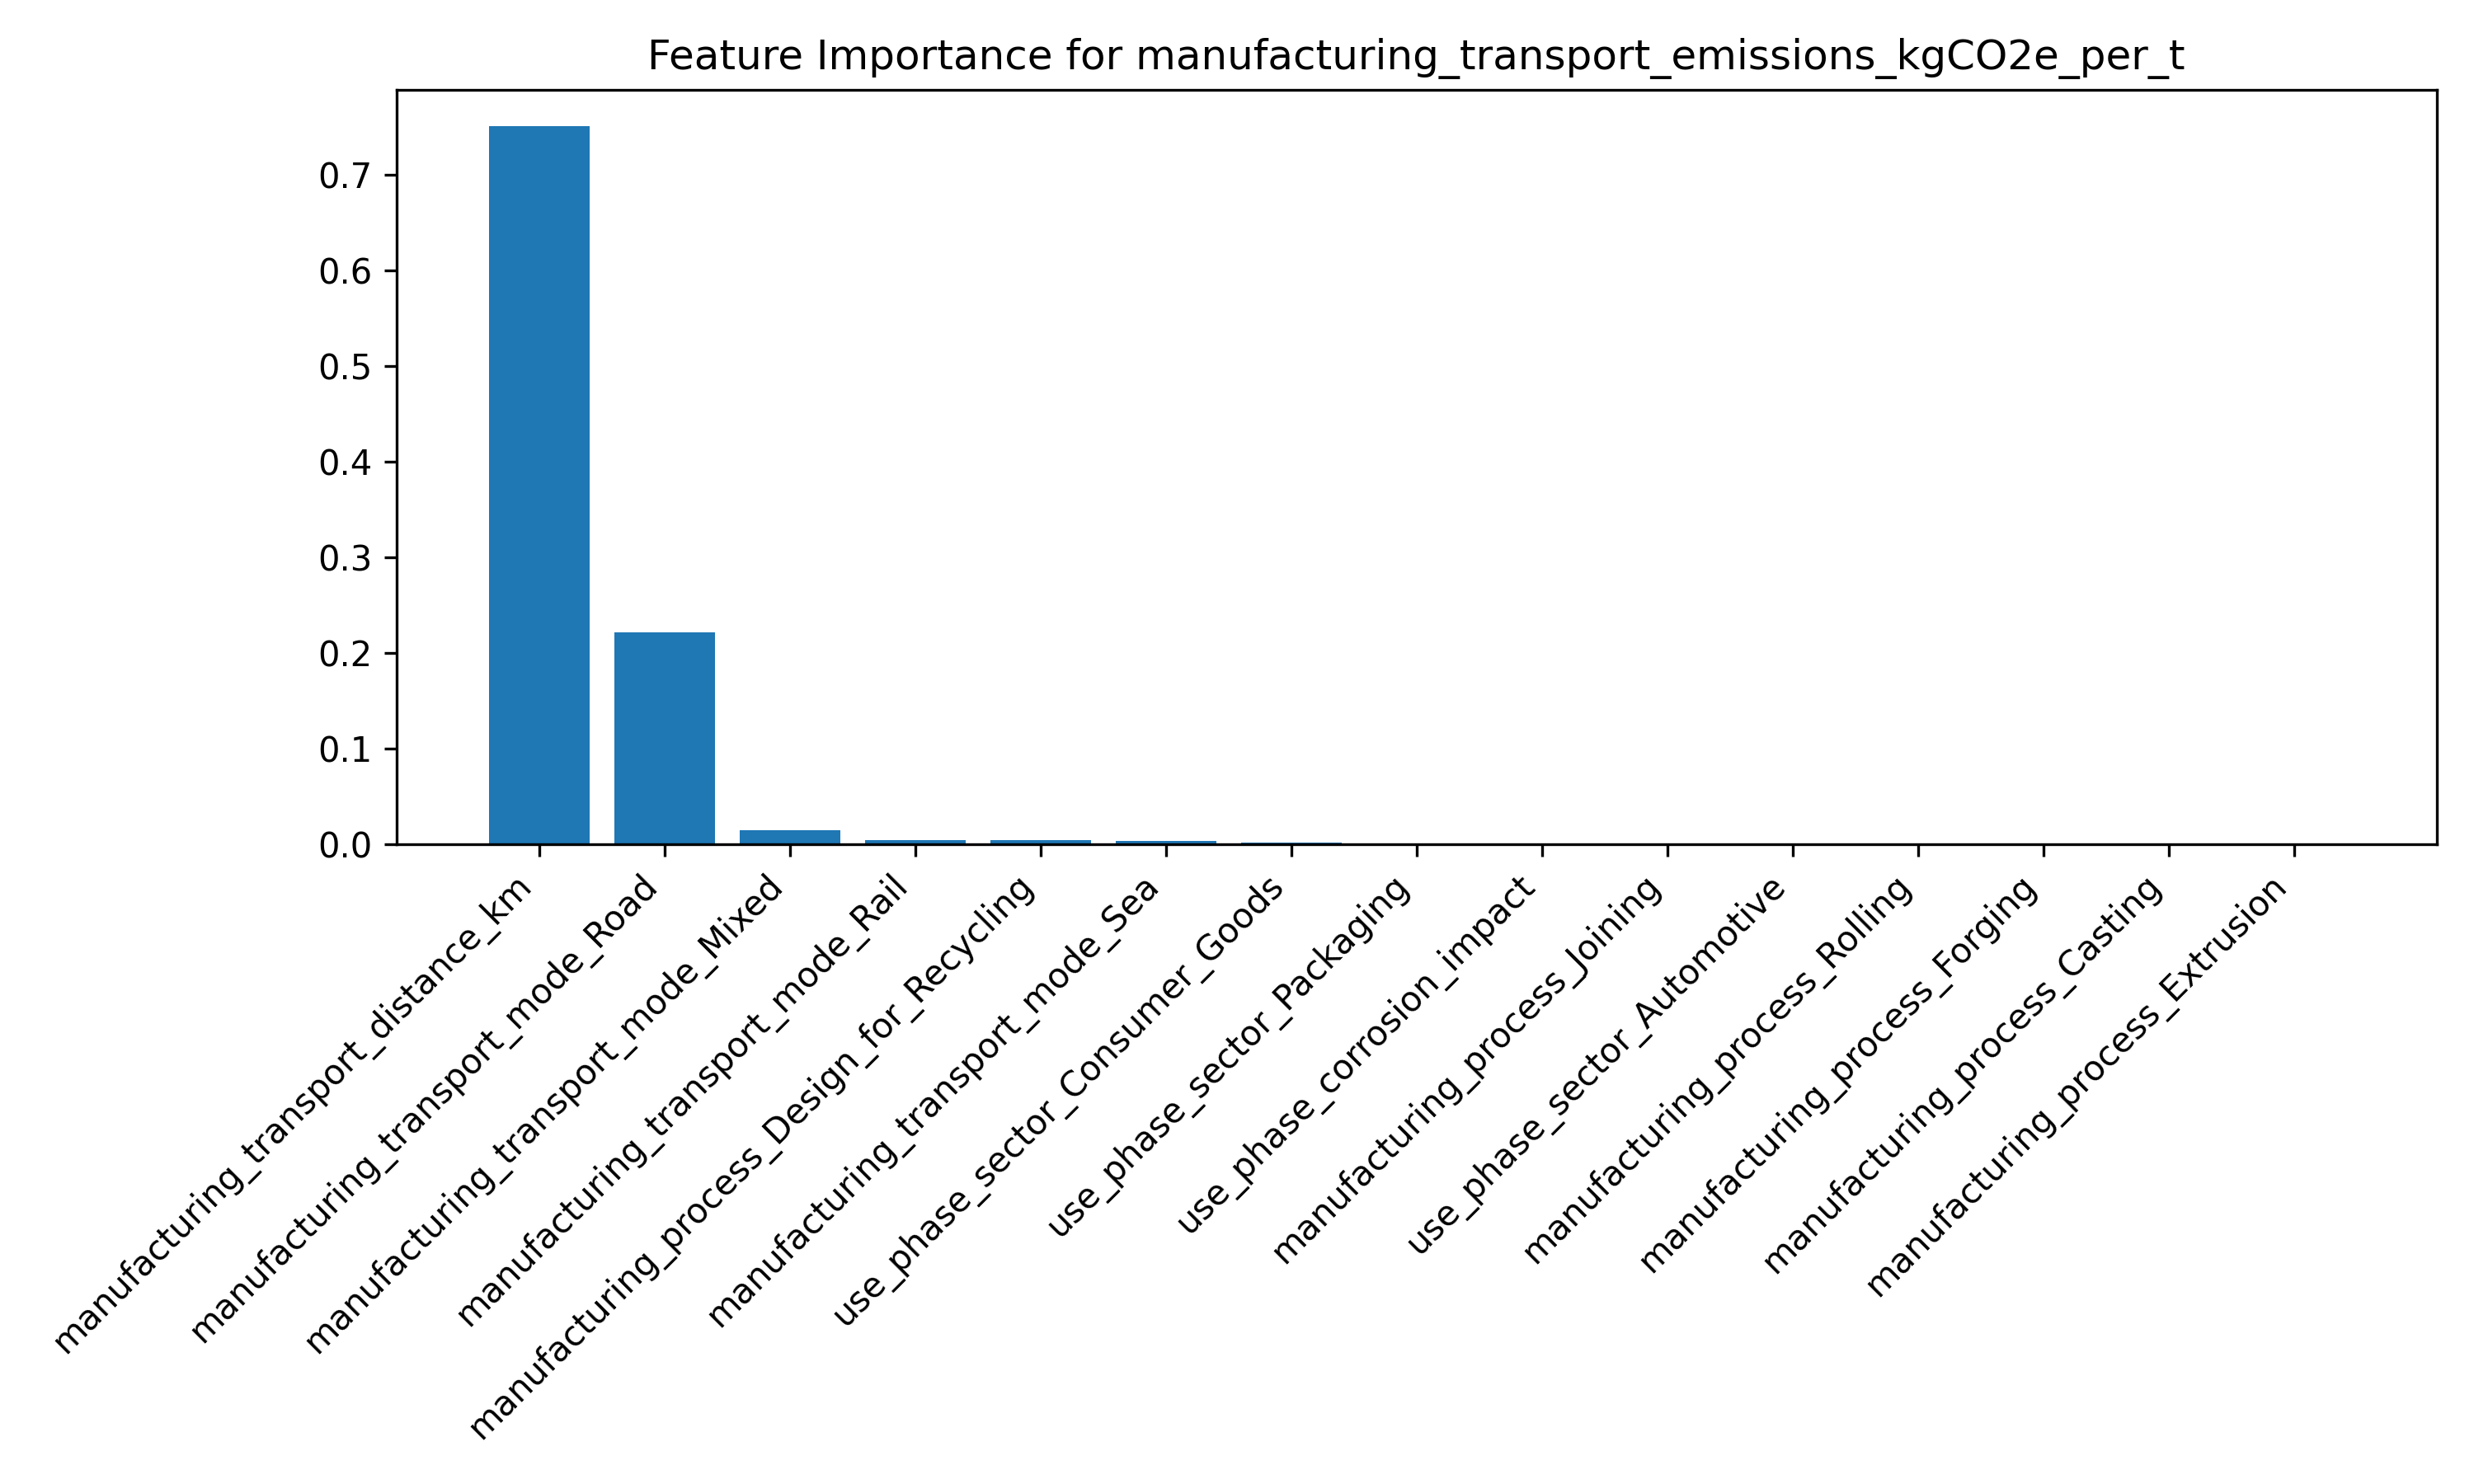 Feature Importance for manufacturing_transport_emissions_kgCO2e_per_t
0.7
0.6
0.5
0.4
0.3
0.2
0.1
0.0
manufacturing_transport_distance_km
manufacturing_transport_mode_Road
manufacturing_transport_mode_Mixed
manufacturing_transport_mode_Rail
manufacturing_process_Design_for_Recycling
manufacturing_transport_mode_Sea
use_phase_sector_Consumer_Goods
use_phase_sector_Packaging
use_phase_corrosion_impact
manufacturing_process_Joining
use_phase_sector_Automotive
manufacturing_process_Rolling
manufacturing_process_Forging
manufacturing_process_Casting
manufacturing_process_Extrusion